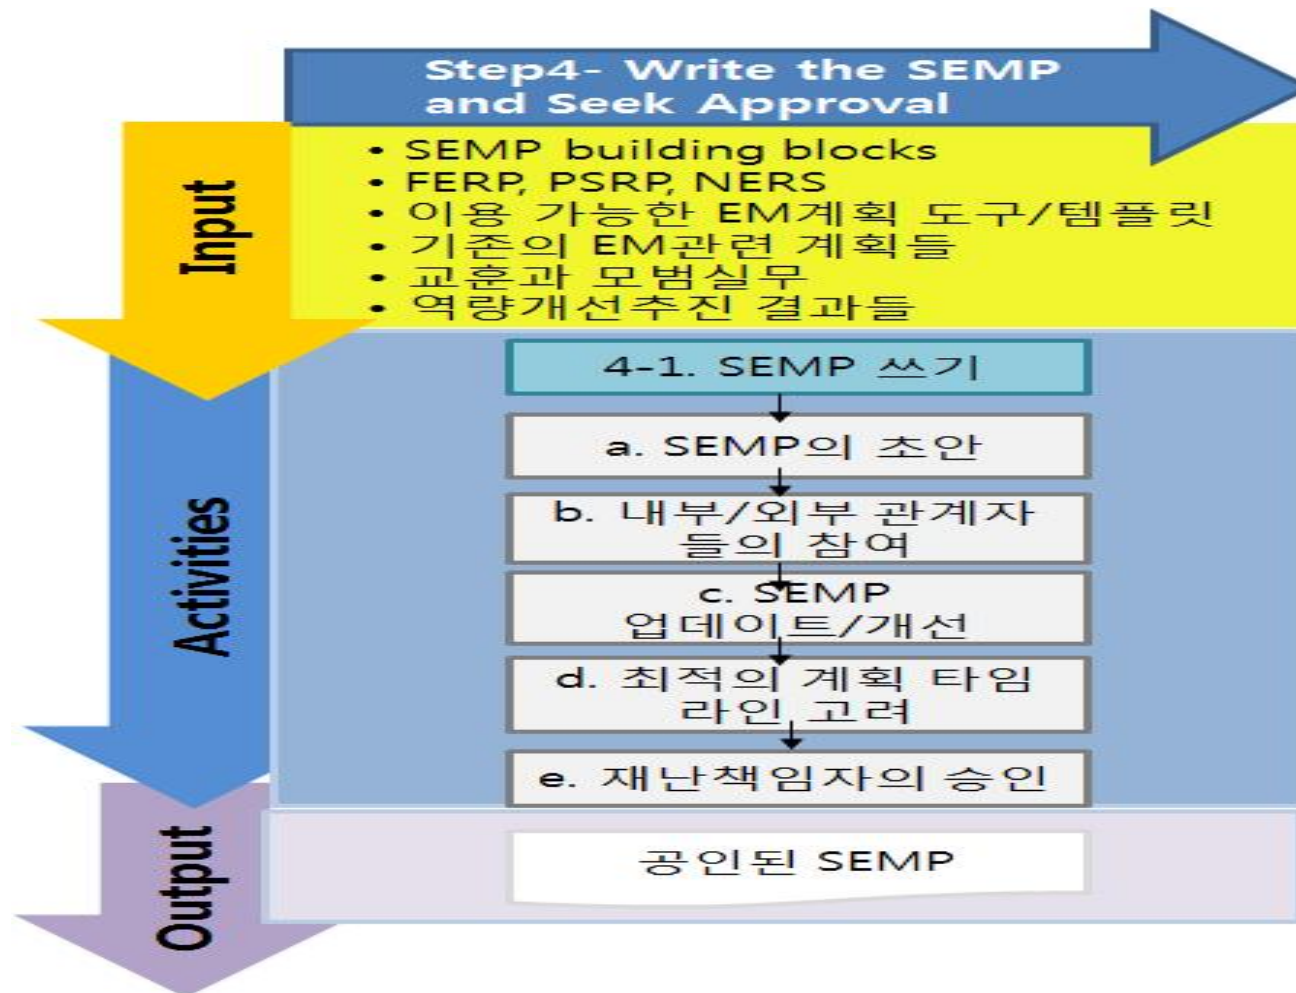 Step4- Write the SEMP
and Seek Approval
Input
• SEMP building blocks
• FERP, PSRP, NERS
• 이용 가능한 EM계획 도구/템플릿
• 기존의 EM관련 계획들
• 교훈과 모범실무
• 역량개선추진 결과들
Activities
4-1. SEMP 쓰기
a. SEMP의 초안
b. 내부/외부 관계자
들의 참여
c. SEMP
업데이트/개선
d. 최적의 계획 타임
라인 고려
e. 재난책임자의 승인
Output
공인된 SEMP